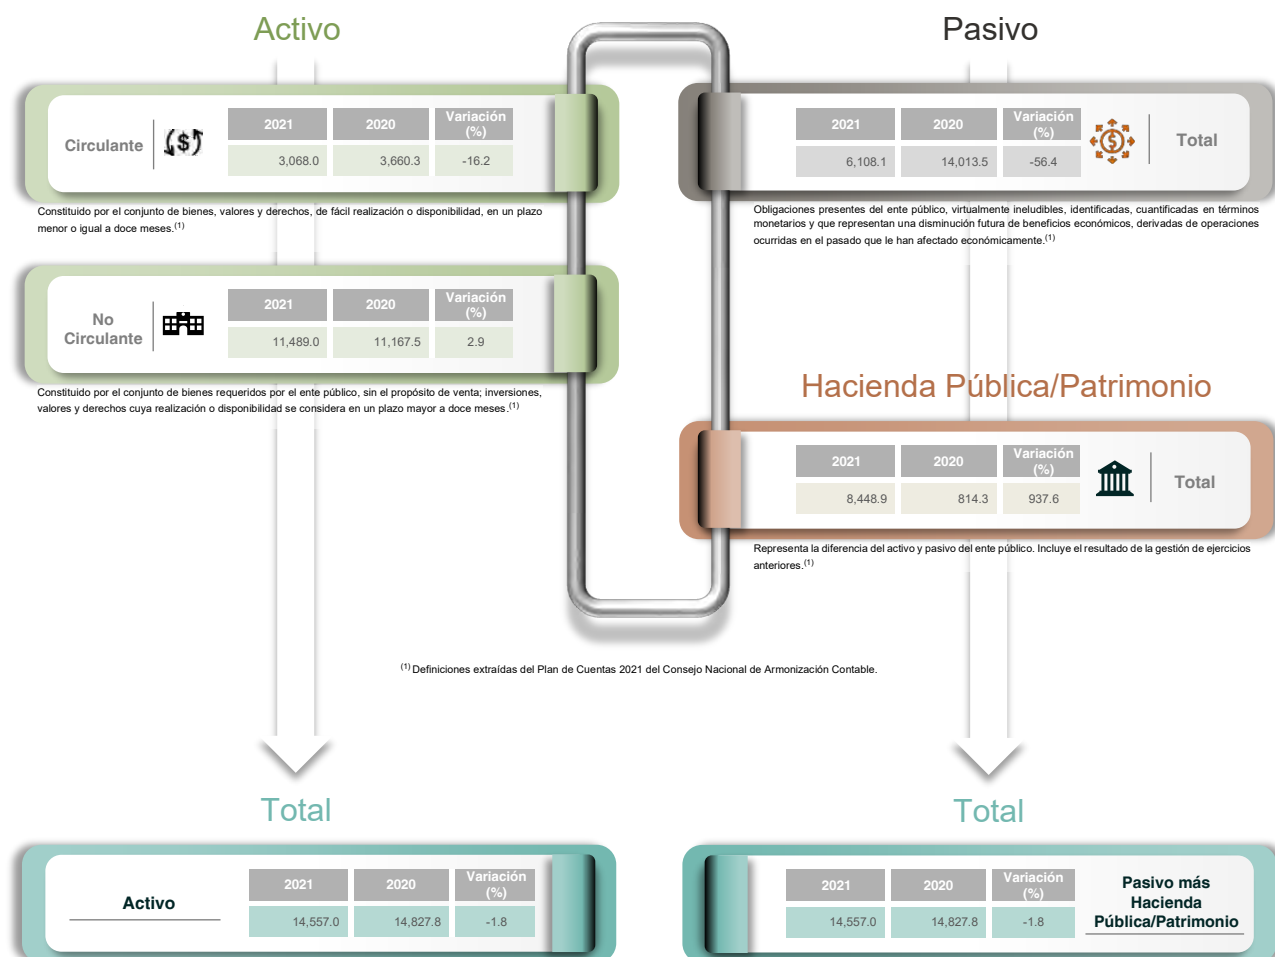 Activo
Circulante
2021 2020 Variación (%)
3,068.0 3,660.3 -16.2
Constituido por el conjunto de bienes, valores y derechos, de fácil realización o disponibilidad, en un plazo
menor o igual a doce meses.(1)
No
Circulante
2021 2020 Variación (%)
11,489.0 11,167.5 2.9
Constituido por el conjunto de bienes requeridos por el ente público, sin el propósito de venta; inversiones,
valores y derechos cuya realización o disponibilidad se considera en un plazo mayor a doce meses.(1)
Pasivo
2021 2020 Variación (%)
6,108.1 14,013.5 -56.4
Total
Obligaciones presentes del ente público, virtualmente ineludibles, identificadas, cuantificadas en términos
monetarios y que representan una disminución futura de beneficios económicos, derivadas de operaciones
ocurridas en el pasado que le han afectado económicamente.(1)
Hacienda Pública/Patrimonio
2021 2020 Variación (%)
8,448.9 814.3 937.6
Total
Representa la diferencia del activo y pasivo del ente público. Incluye el resultado de la gestión de ejercicios
anteriores.(1)
(1) Definiciones extraídas del Plan de Cuentas 2021 del Consejo Nacional de Armonización Contable.
Total
Activo
2021 2020 Variación (%)
14,557.0 14,827.8 -1.8
Total
2021 2020 Variación (%)
14,557.0 14,827.8 -1.8
Pasivo más
Hacienda
Pública/Patrimonio